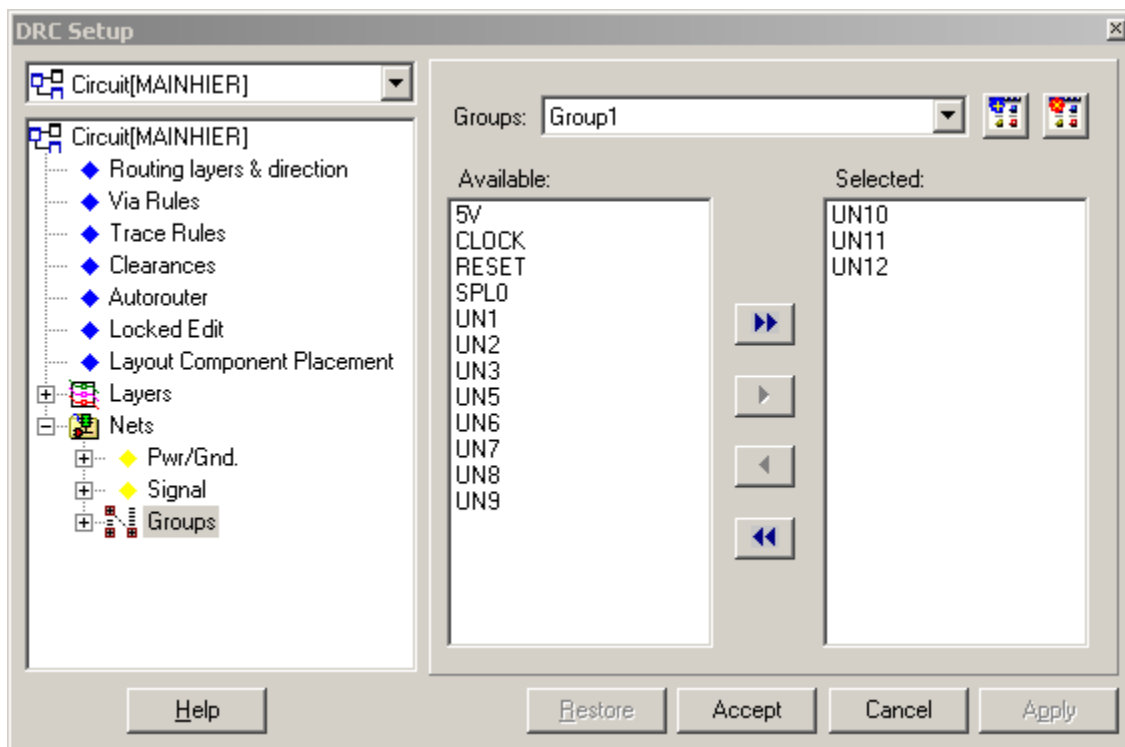 DRC Setup
Circuit[MAINHIER]
Circuit[MAINHIER]
Routing layers & direction
Via Rules
Trace Rules
Clearances
Autorouter
Locked Edit
Layout Component Placement
Layers
Nets
Pwr/Gnd.
Signal
Groups
Groups: Group1
Available:
5V
CLOCK
RESET
SPL0
UN1
UN2
UN3
UN5
UN6
UN7
UN8
UN9
Selected:
UN10
UN11
UN12
Help
Restore
Accept
Cancel
Apply